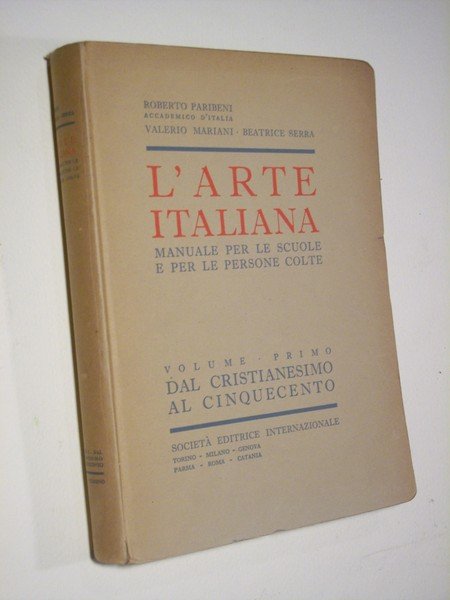 ROBERTO PARIBENI
ACCADEMICO D'ITALIA
VALERIO MARIANI - BEATRICE SERRA
L'ARTE
ITALIANA
MANUALE PER LE SCUOLE
E PER LE PERSONE COLTE
VOLUME - PRIMO
DAL CRISTIANESIMO
AL CINQUECENTO
SOCIETÀ EDITRICE INTERNAZIONALE
TORINO - MILANO - GENOVA
PARMA - ROMA - CATANIA